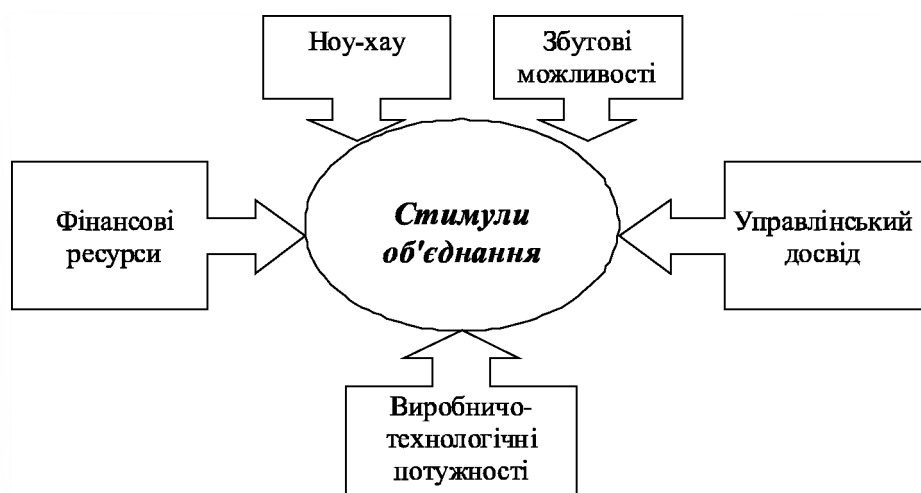 Ноу-хау
Збутові
можливості
Фінансові
ресурси
Стимули
об'єднання
Управлінський
досвід
Виробничо-
технологічні
потужності